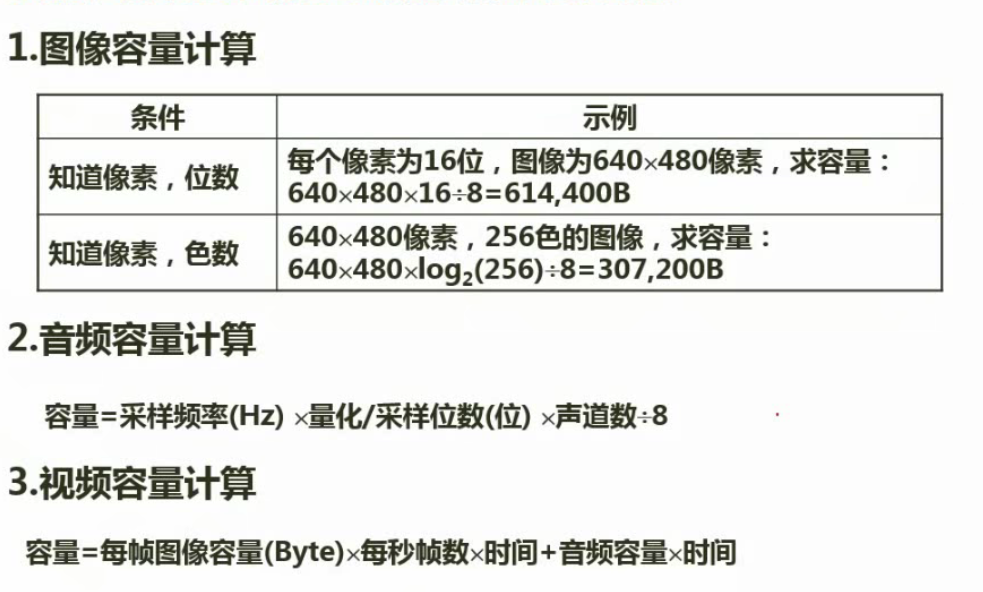 1.图像容量计算
条件
示例
知道像素，位数
每个像素为16位，图像为640×480像素，求容量：
640×480×16÷8=614,400B
知道像素，色数
640×480像素，256色的图像，求容量：
640×480×log₂(256)÷8=307,200B
2.音频容量计算
容量=采样频率(Hz) ×量化/采样位数(位) ×声道数÷8
3.视频容量计算
容量=每帧图像容量(Byte)×每秒帧数×时间+音频容量×时间